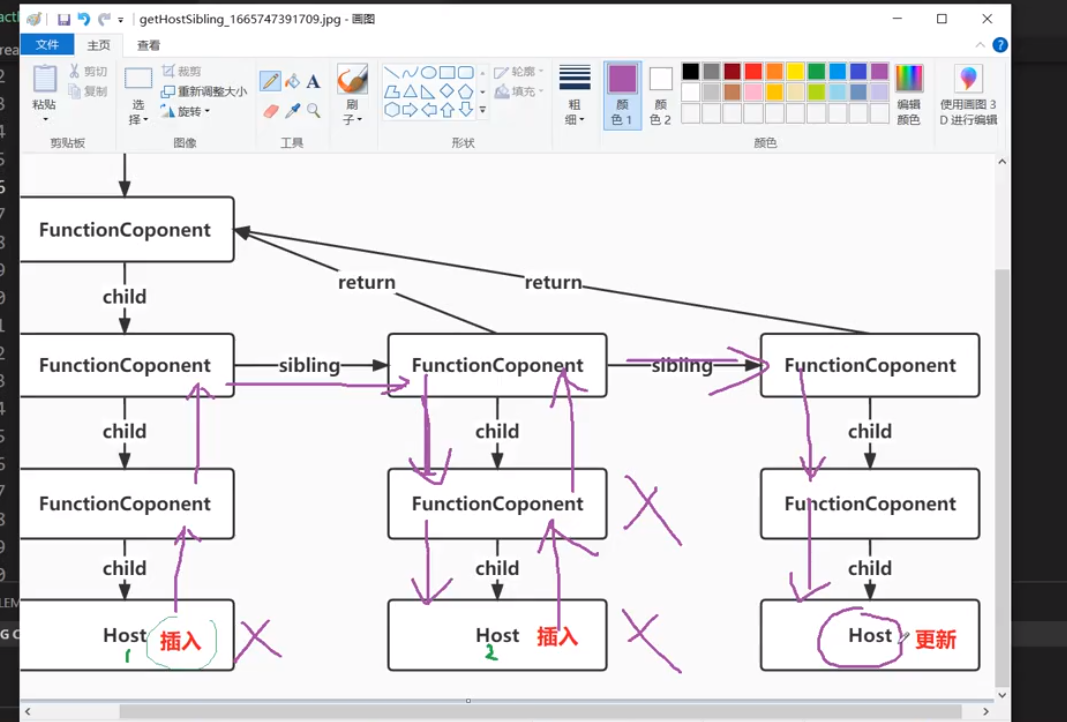 getHostSibling_1665747391709.jpg - 画图
文件 主页 查看
粘贴
剪切
复制
剪贴板
选择
裁剪
重新调整大小
旋转
图像
A
工具
刷子
轮廓
填充
形状
粗细
颜色 1
颜色 2
编辑颜色
颜色
使用画图 3D 进行编辑
FunctionCoponent
return
return
child
FunctionCoponent
sibling
FunctionCoponent
sibling
FunctionCoponent
child
child
child
FunctionCoponent
FunctionCoponent
FunctionCoponent
child
child
child
Host 插入
1
Host 插入
2
Host 更新